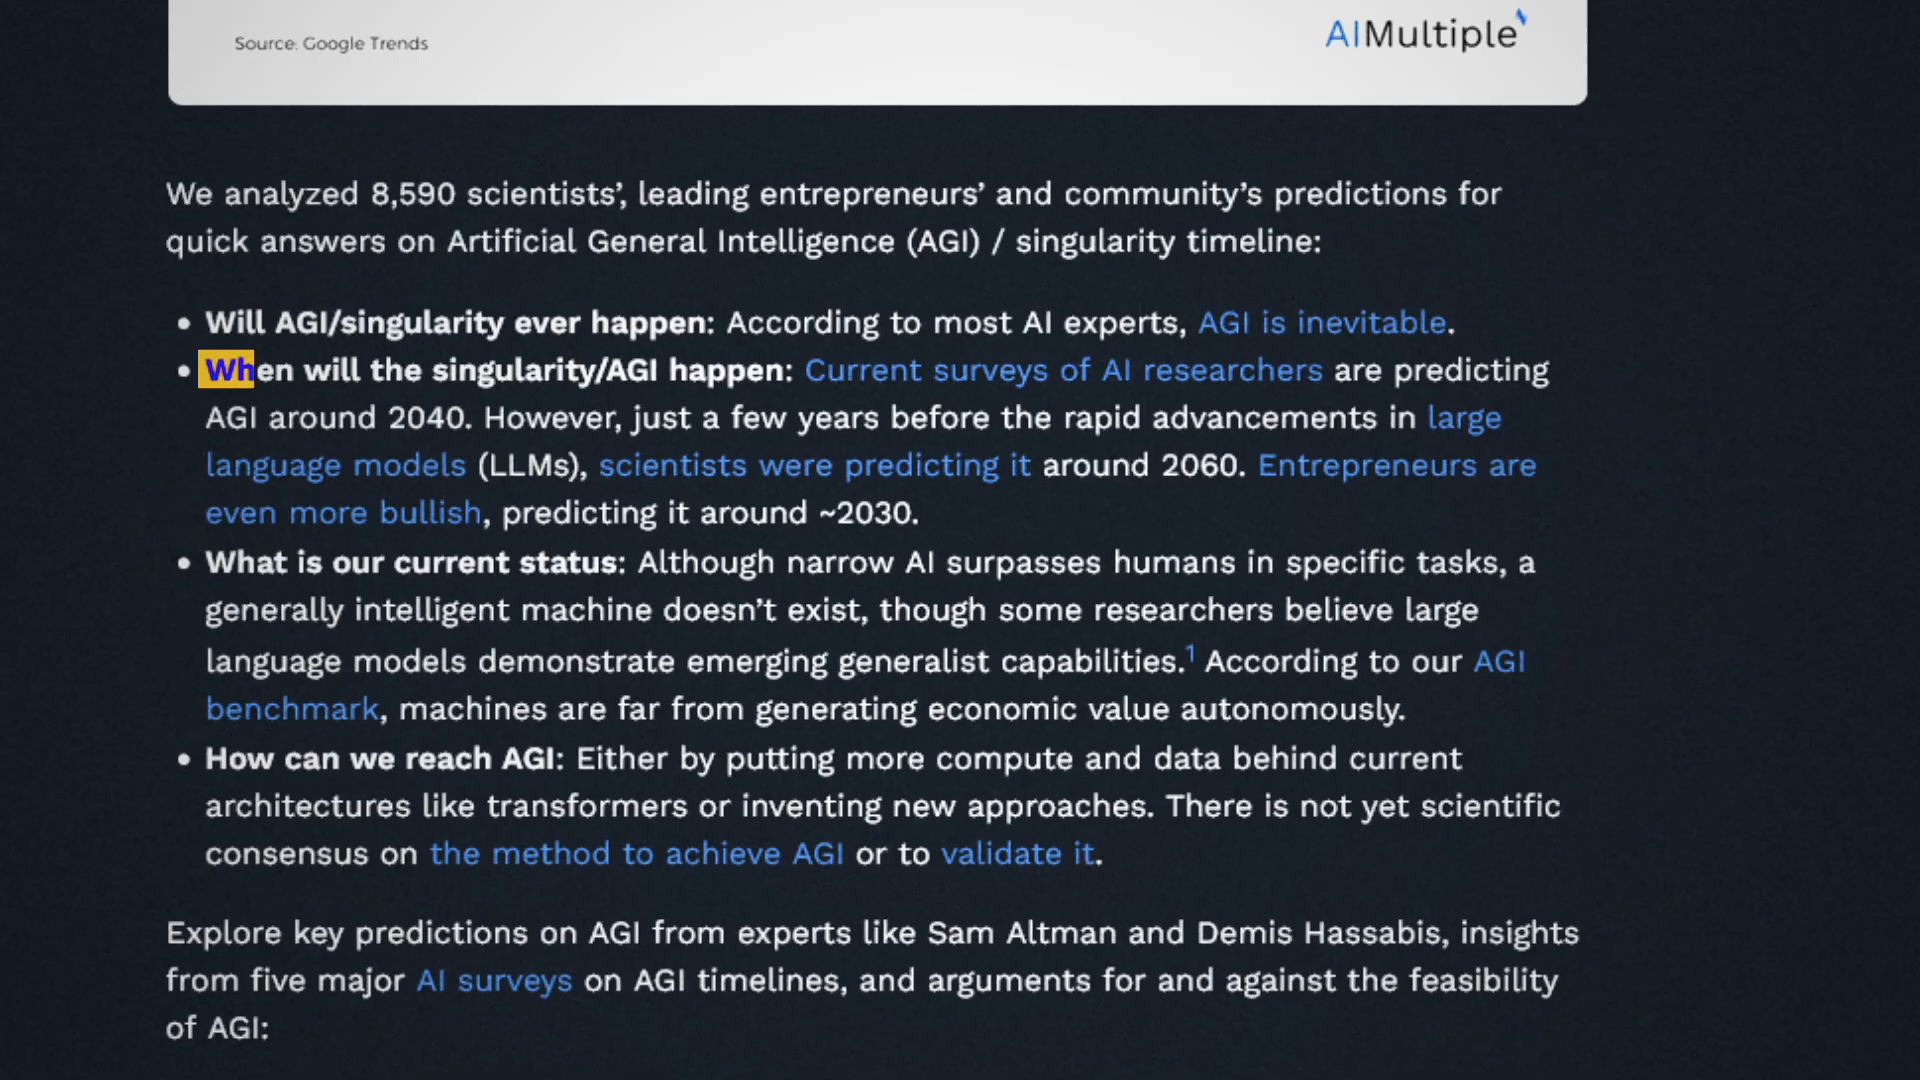 Source: Google Trends
AIMultiple
We analyzed 8,590 scientists’, leading entrepreneurs’ and community’s predictions for
quick answers on Artificial General Intelligence (AGI) / singularity timeline:
• Will AGI/singularity ever happen: According to most AI experts, AGI is inevitable.
• When will the singularity/AGI happen: Current surveys of AI researchers are predicting
AGI around 2040. However, just a few years before the rapid advancements in large
language models (LLMs), scientists were predicting it around 2060. Entrepreneurs are
even more bullish, predicting it around ~2030.
• What is our current status: Although narrow AI surpasses humans in specific tasks, a
generally intelligent machine doesn’t exist, though some researchers believe large
language models demonstrate emerging generalist capabilities.¹ According to our AGI
benchmark, machines are far from generating economic value autonomously.
• How can we reach AGI: Either by putting more compute and data behind current
architectures like transformers or inventing new approaches. There is not yet scientific
consensus on the method to achieve AGI or to validate it.
Explore key predictions on AGI from experts like Sam Altman and Demis Hassabis, insights
from five major AI surveys on AGI timelines, and arguments for and against the feasibility
of AGI: